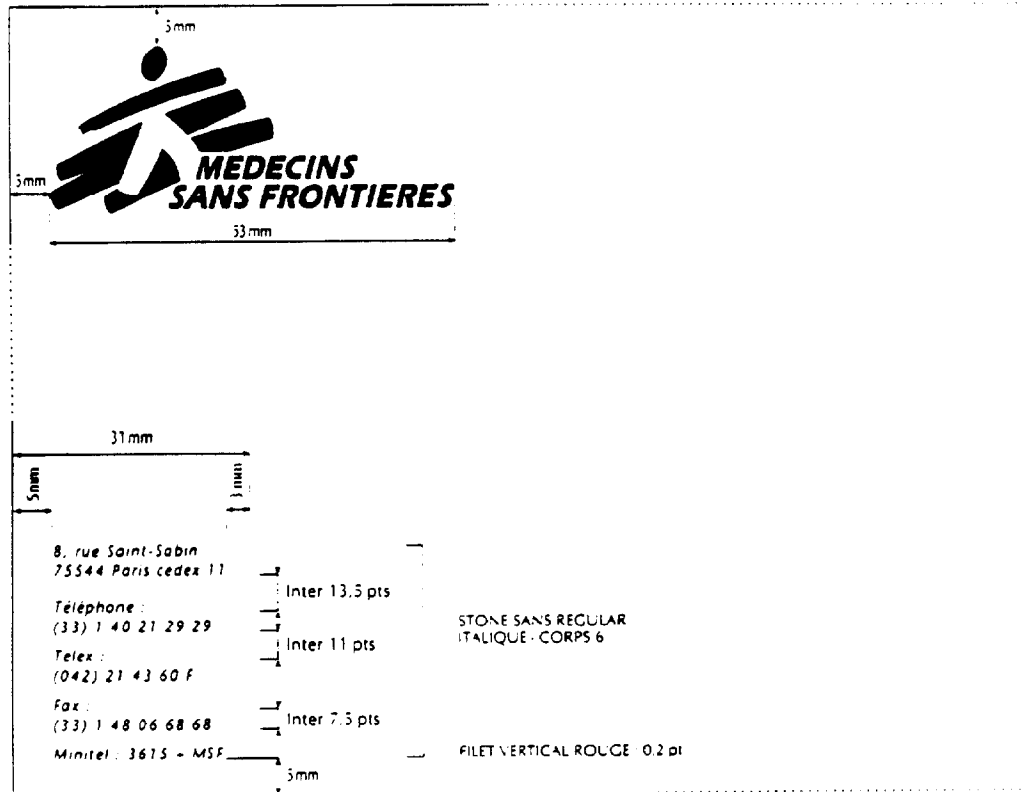 5mm
MEDECINS
SANS FRONTIERES
5mm
53mm
31mm
5mm
3mm
8, rue Saint-Sabin
75544 Paris cedex 11
Inter 13,5 pts
Téléphone :
(33) 1 40 21 29 29
STONE SANS REGULAR
ITALIQUE - CORPS 6
Inter 11 pts
Telex :
(042) 21 43 60 F
Fax :
(33) 1 48 06 68 68
Inter 7,5 pts
Minitel : 3615 + MSF
FILET VERTICAL ROUGE : 0.2 pt
5mm